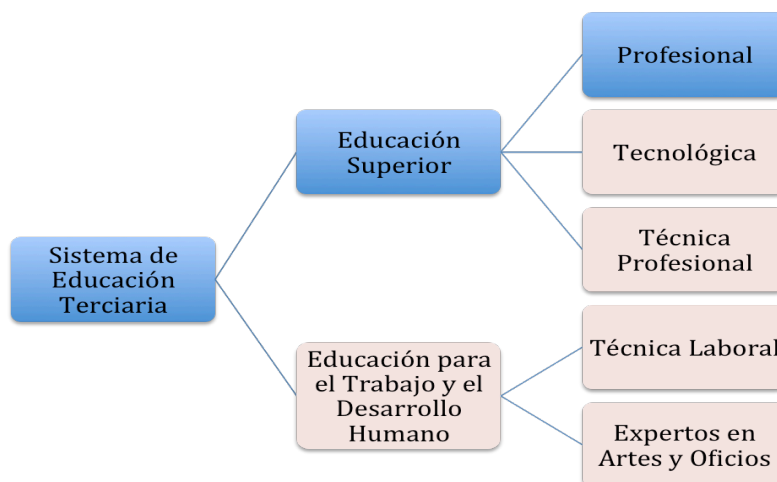 Sistema de
Educación
Terciaria
Educación
Superior
Profesional
Tecnológica
Técnica
Profesional
Educación para
el Trabajo y el
Desarrollo
Humano
Técnica Laboral
Expertos en
Artes y Oficios